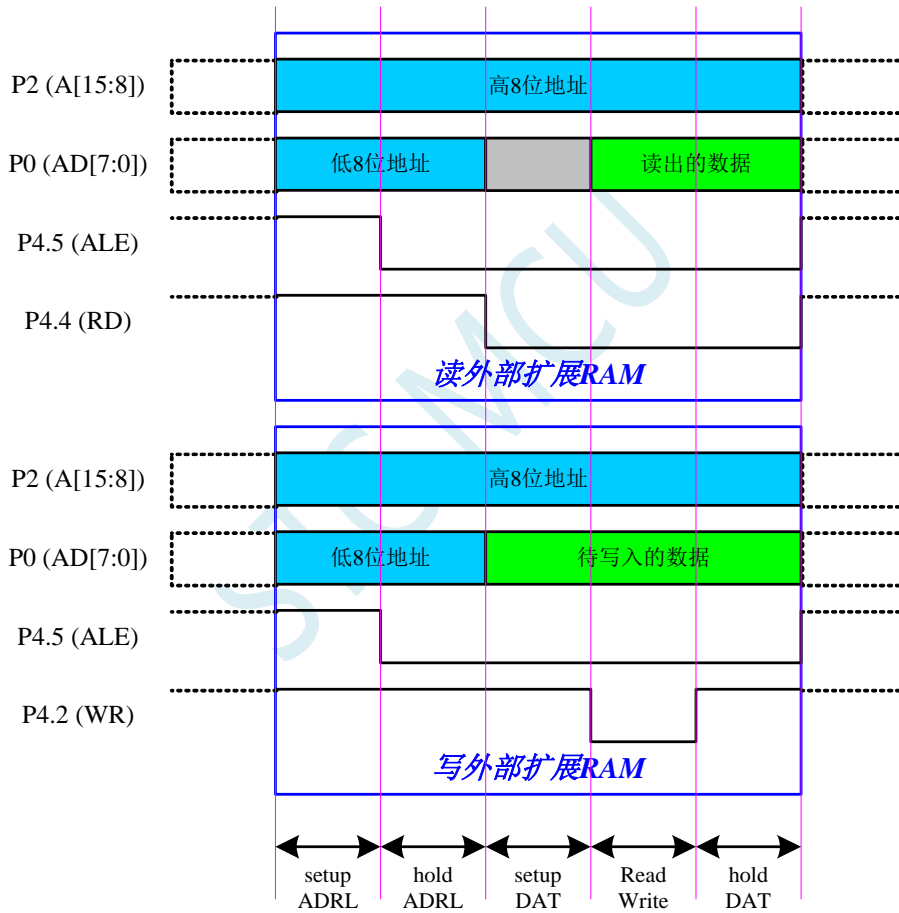 P2 (A[15:8])
高8位地址
P0 (AD[7:0])
低8位地址
读出的数据
P4.5 (ALE)
P4.4 (RD)
读外部扩展RAM
P2 (A[15:8])
高8位地址
P0 (AD[7:0])
低8位地址
待写入的数据
P4.5 (ALE)
P4.2 (WR)
写外部扩展RAM
setup
ADRL
hold
ADRL
setup
DAT
Read
Write
hold
DAT
STC MCU